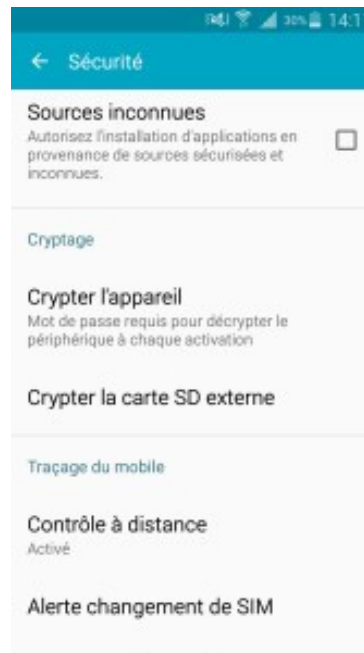 30% 14:1
Sécurité
Sources inconnues
Autorisez l'installation d'applications en
provenance de sources sécurisées et
inconnues.
Cryptage
Crypter l'appareil
Mot de passe requis pour décrypter le
périphérique à chaque activation
Crypter la carte SD externe
Traçage du mobile
Contrôle à distance
Activé
Alerte changement de SIM